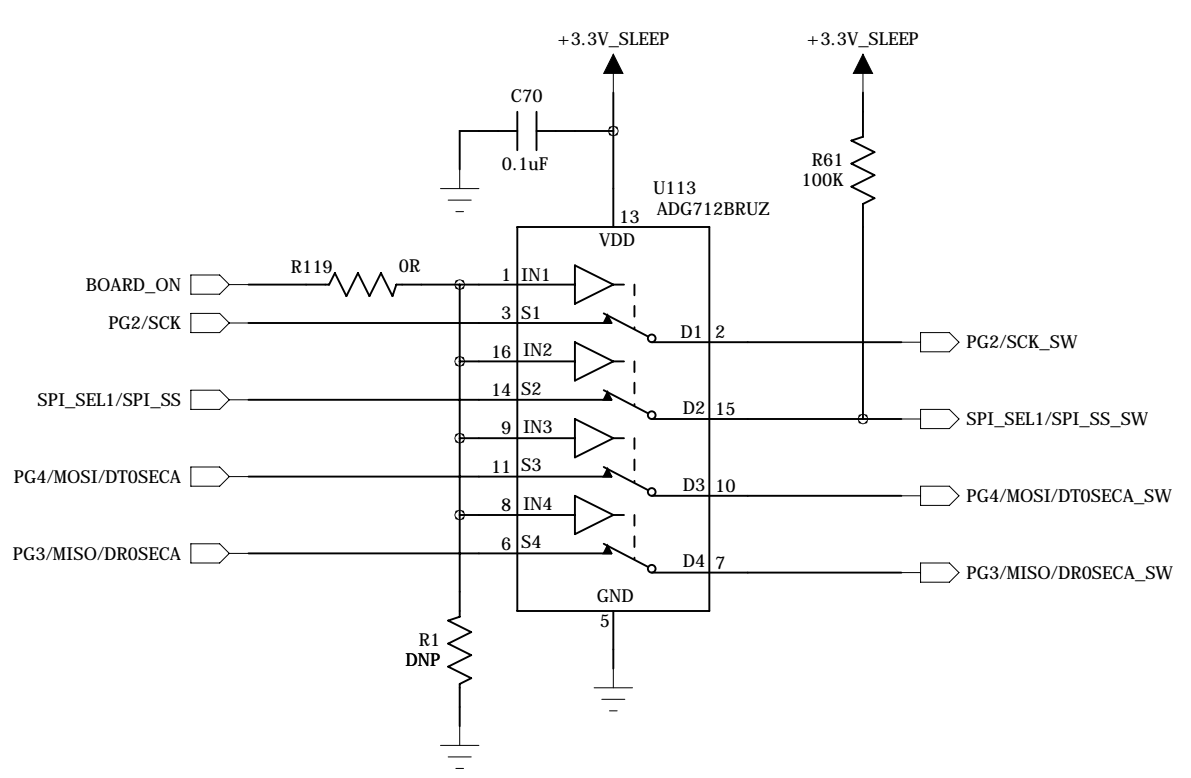 +3.3V_SLEEP
+3.3V_SLEEP
C70
0.1uF
R61
100K
U113
ADG712BRUZ
13
VDD
BOARD_ON
R119
0R
1
IN1
PG2/SCK
3
S1
D1
2
PG2/SCK_SW
16
IN2
SPI_SEL1/SPI_SS
14
S2
D2
15
SPI_SEL1/SPI_SS_SW
9
IN3
PG4/MOSI/DT0SECA
11
S3
D3
10
PG4/MOSI/DT0SECA_SW
8
IN4
PG3/MISO/DR0SECA
6
S4
D4
7
PG3/MISO/DR0SECA_SW
GND
5
R1
DNP